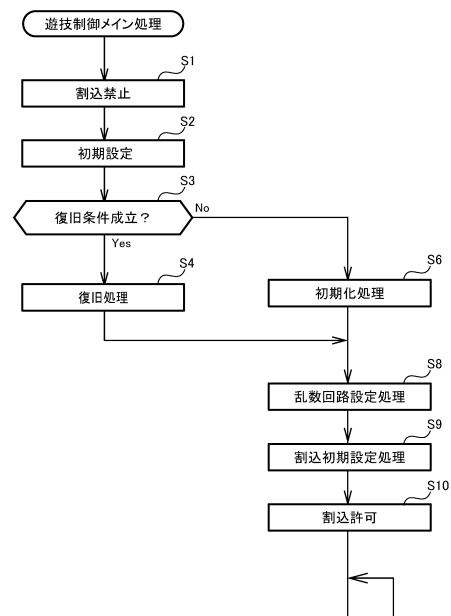 遊技制御メイン処理
S1
割込禁止
S2
初期設定
S3
復旧条件成立？
No
Yes
S4
復旧処理
S6
初期化処理
S8
乱数回路設定処理
S9
割込初期設定処理
S10
割込許可